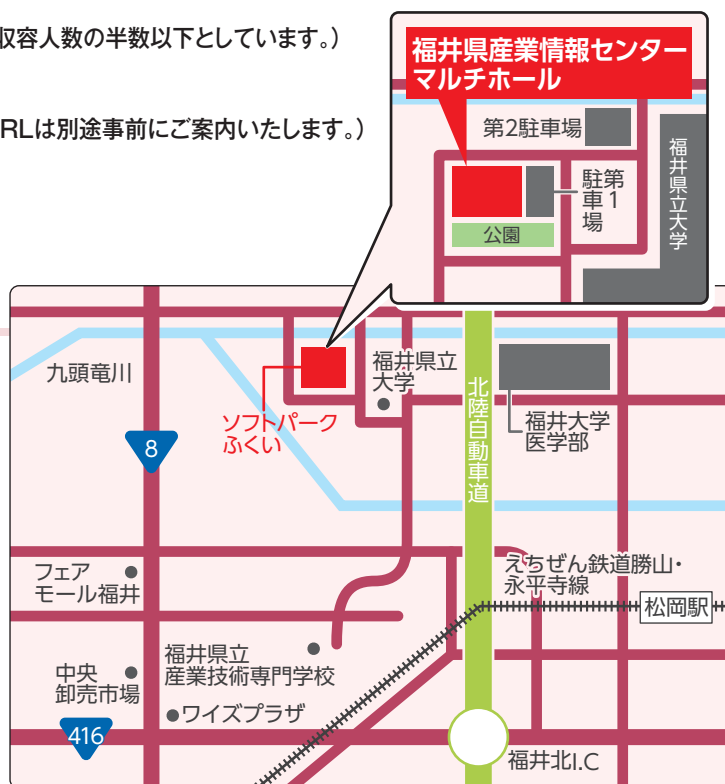 収容人数の半数以下としています。）
RLは別途事前にご案内いたします。）
福井県産業情報センター
マルチホール
第2駐車場
第1
駐車場
公園
福井県立大学
九頭竜川
ソフトパーク
ふくい
福井県立
大学
北陸自動車道
福井大学
医学部
8
フェア
モール福井
えちぜん鉄道勝山・
永平寺線
松岡駅
福井県立
産業技術専門学校
中央
卸売市場
ワイズプラザ
416
福井北I.C